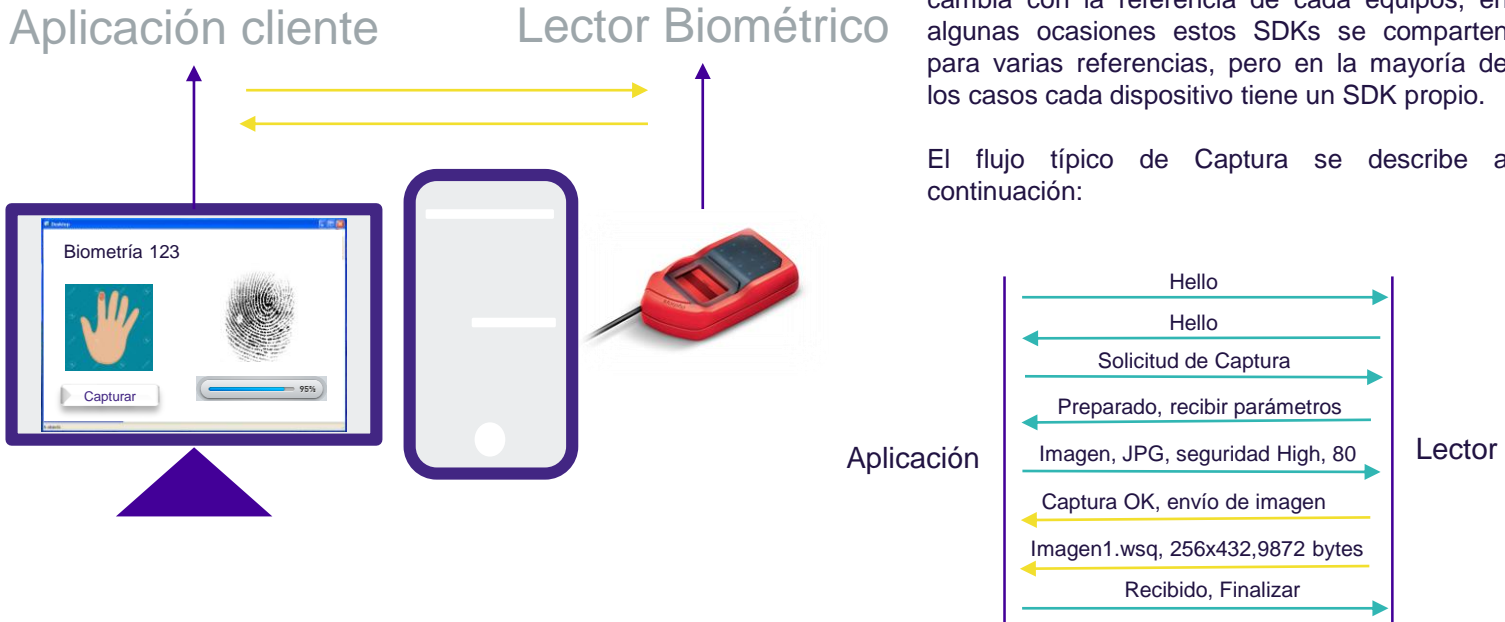 Aplicación cliente
Lector Biométrico
Biometría 123
Capturar
95%
cambia con la referencia de cada equipos, en
algunas ocasiones estos SDKs se comparten
para varias referencias, pero en la mayoría de
los casos cada dispositivo tiene un SDK propio.
El flujo típico de Captura se describe a
continuación:
Aplicación
Hello
Hello
Solicitud de Captura
Preparado, recibir parámetros
Imagen, JPG, seguridad High, 80
Captura OK, envío de imagen
Imagen1.wsq, 256x432,9872 bytes
Recibido, Finalizar
Lector